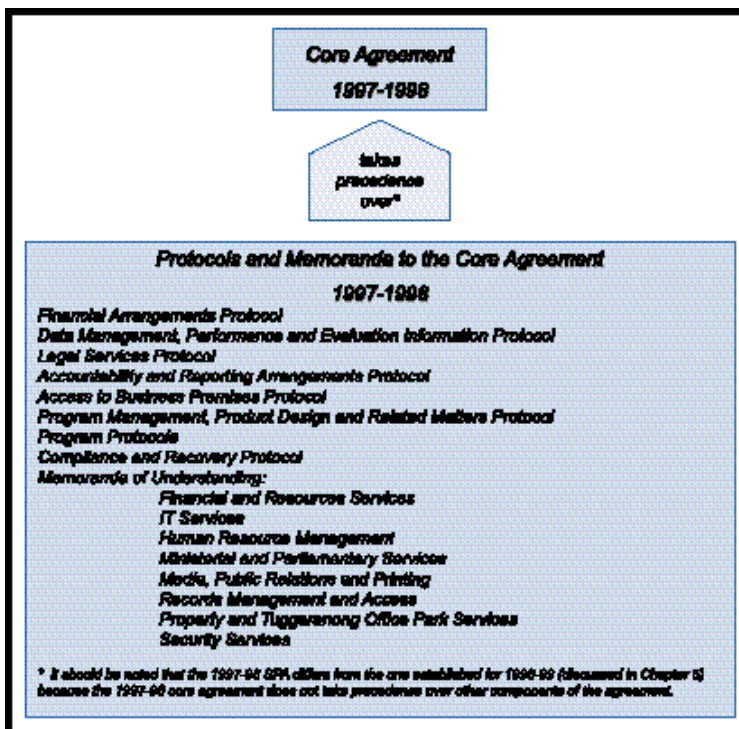 Core Agreement
1997-1998
takes
precedence
over*
Protocols and Memoranda to the Core Agreement
1997-1998
Financial Arrangements Protocol
Data Management, Performance and Evaluation Information Protocol
Legal Services Protocol
Accountability and Reporting Arrangements Protocol
Access to Business Premises Protocol
Program Management, Product Design and Related Matters Protocol
Program Protocols
Compliance and Recovery Protocol
Memoranda of Understanding:
Financial and Resources Services
IT Services
Human Resource Management
Ministerial and Parliamentary Services
Media, Public Relations and Printing
Records Management and Access
Property and Tuggeranong Office Park Services
Security Services
* It should be noted that the 1997-98 SPA differs from the one established for 1998-99 (discussed in Chapter 5)
because the 1997-98 core agreement does not take precedence over other components of the agreement.